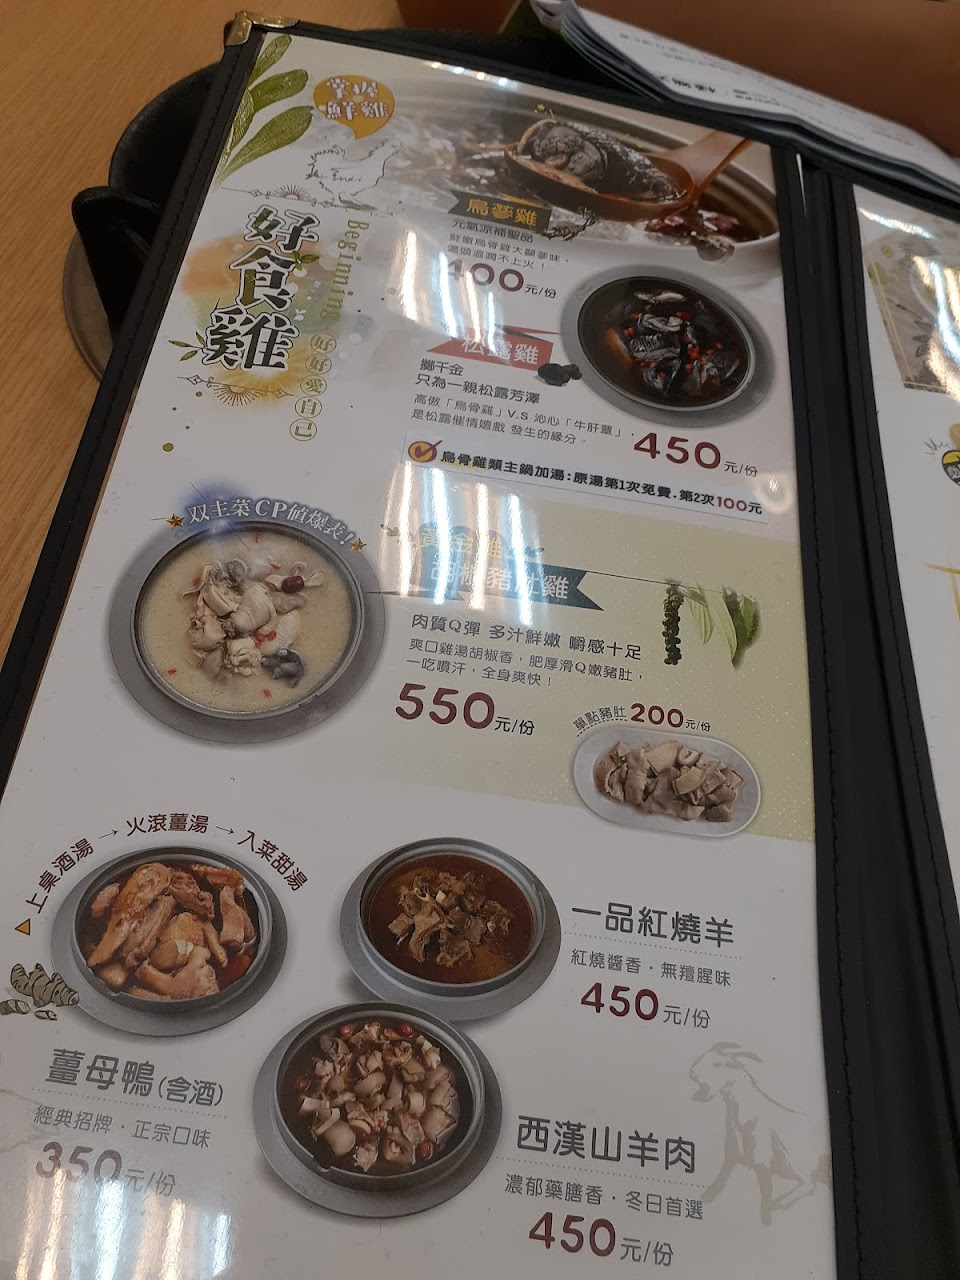 掌握
鮮雞
好食雞
Beginning.
好好愛自己
烏蔘雞
元氣涼補聖品
鮮嫩烏骨雞大顯蔘味，
湯頭溫潤不上火！
400元/份
松露雞
擲千金
只為一親松露芳澤
高傲「烏骨雞」V.S 沁心「牛肝蕈」，
是松露催情嬉戲 發生的緣分。
450元/份
烏骨雞類主鍋加湯:原湯第1次免費.第2次100元
双主菜 CP值爆表!
黃金雞
胡椒豬肚雞
肉質Q彈 多汁鮮嫩 嚼感十足
爽口雞湯胡椒香，肥厚滑Q嫩豬肚，
一吃噴汗，全身爽快！
550元/份
單點豬肚 200元/份
上桌酒湯 → 火滾薑湯 → 入菜甜湯
一品紅燒羊
紅燒醬香·無羶腥味
450元/份
薑母鴨(含酒)
經典招牌·正宗口味
350元/份
西漢山羊肉
濃郁藥膳香·冬日首選
450元/份